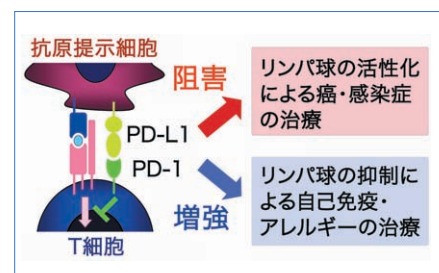 抗原提示細胞
阻害
PD-L1
PD-1
増強
T細胞
リンパ球の活性化
による癌・感染症
の治療
リンパ球の抑制に
よる自己免疫・
アレルギーの治療